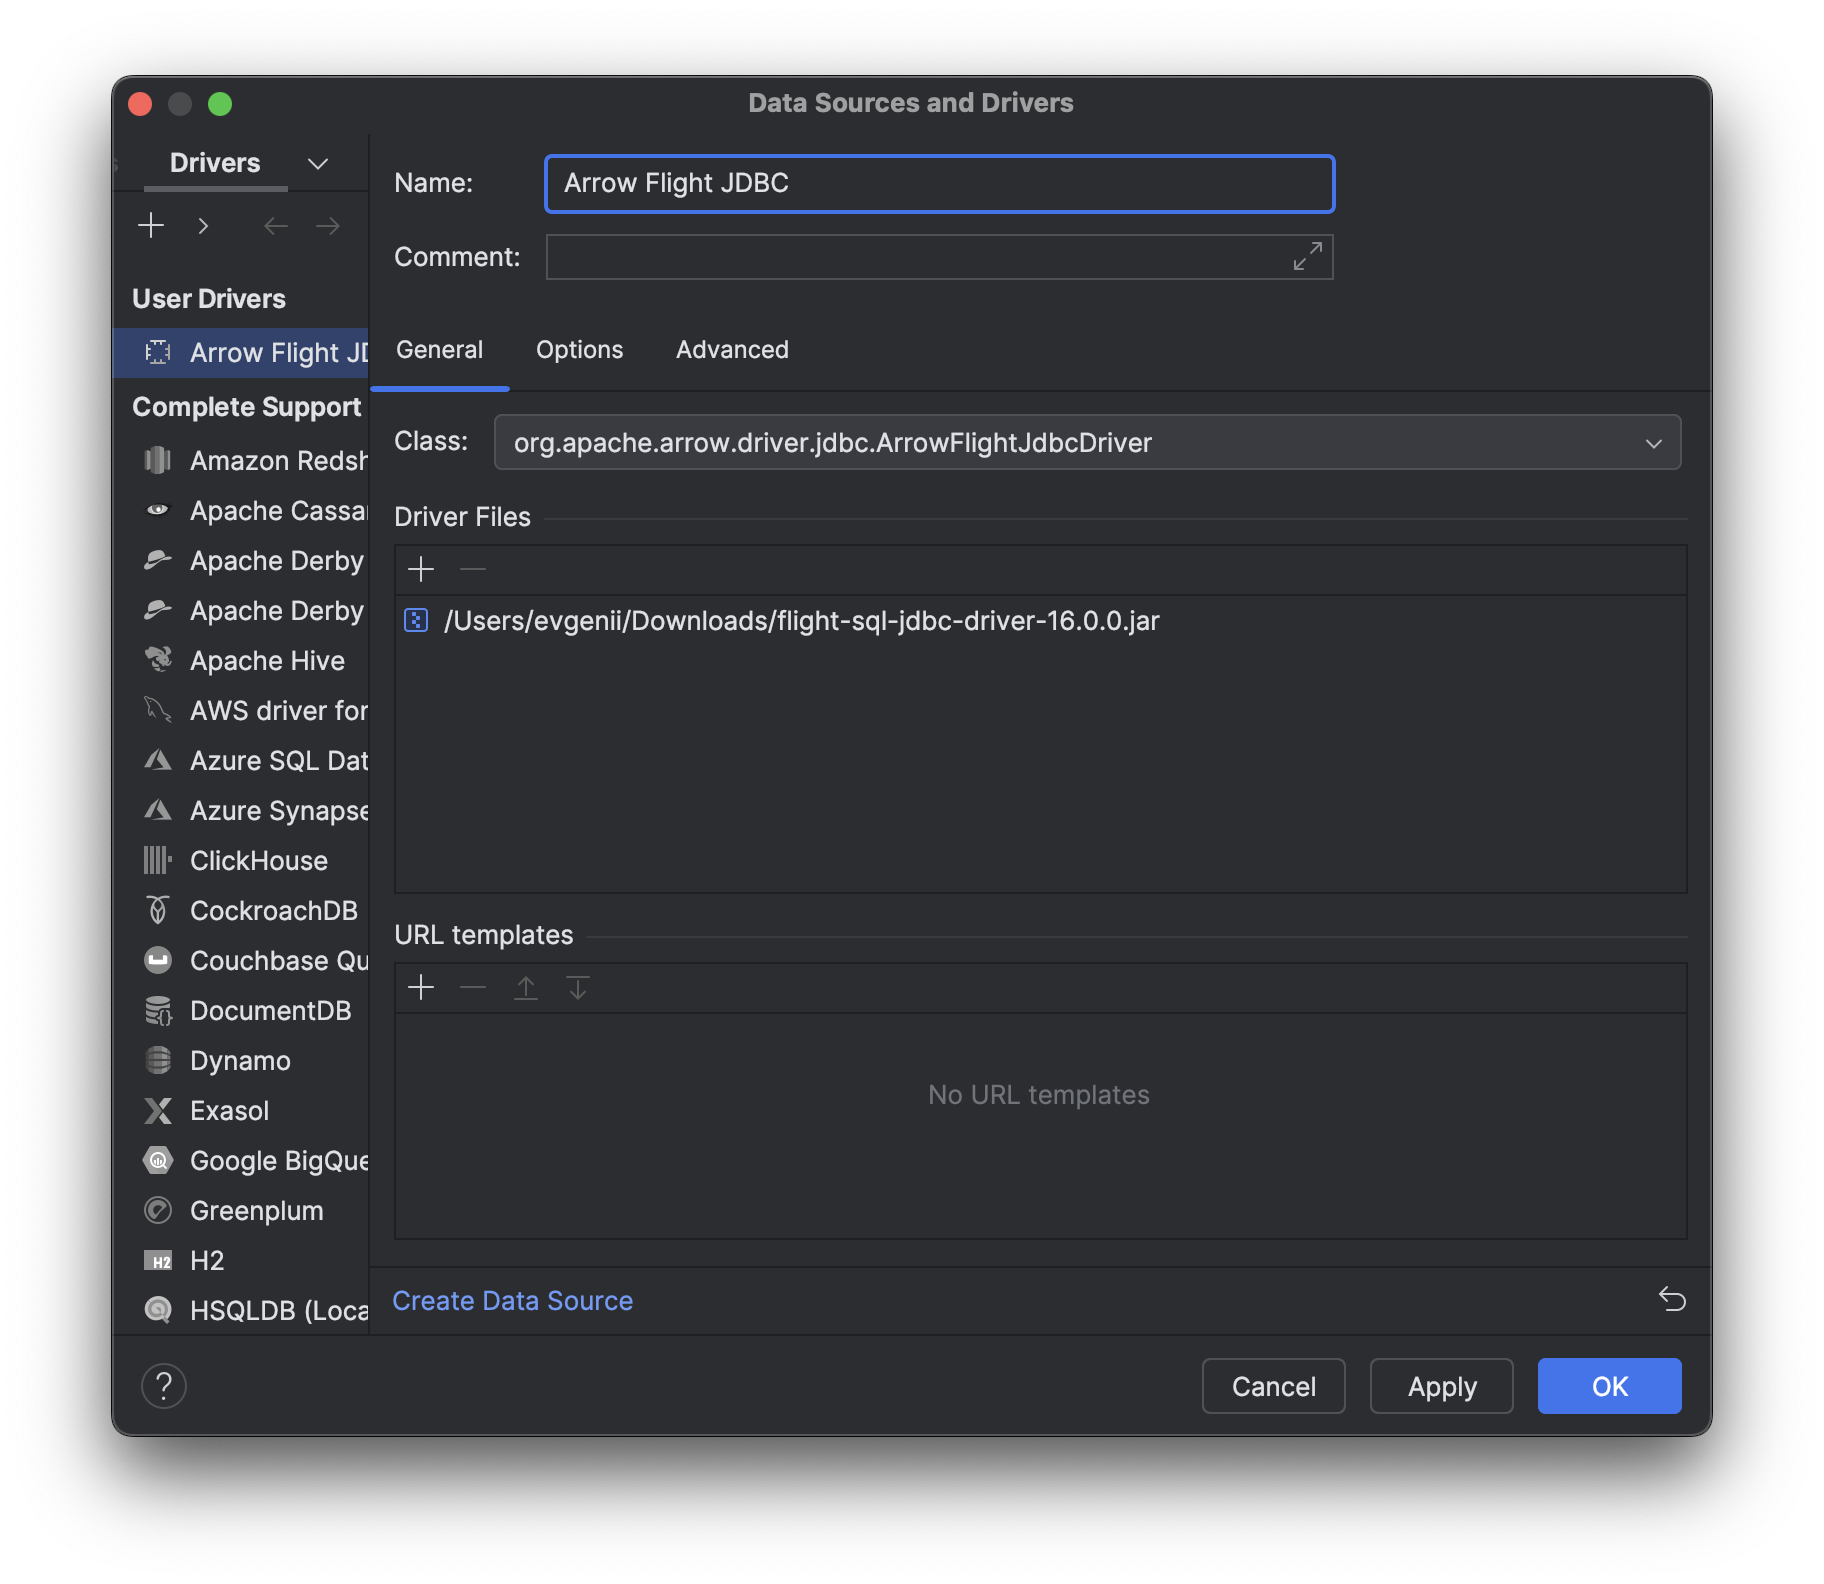 Data Sources and Drivers
Drivers
Name:
Arrow Flight JDBC
Comment:
User Drivers
Arrow Flight JD
Complete Support
Amazon Redsh
Apache Cassa
Apache Derby
Apache Derby
Apache Hive
AWS driver for
Azure SQL Dat
Azure Synapse
ClickHouse
CockroachDB
Couchbase Qu
DocumentDB
Dynamo
Exasol
Google BigQue
Greenplum
H2
H2
HSQLDB (Loca
General
Options
Advanced
Class:
org.apache.arrow.driver.jdbc.ArrowFlightJdbcDriver
Driver Files
/Users/evgenii/Downloads/flight-sql-jdbc-driver-16.0.0.jar
URL templates
No URL templates
Create Data Source
?
Cancel
Apply
OK